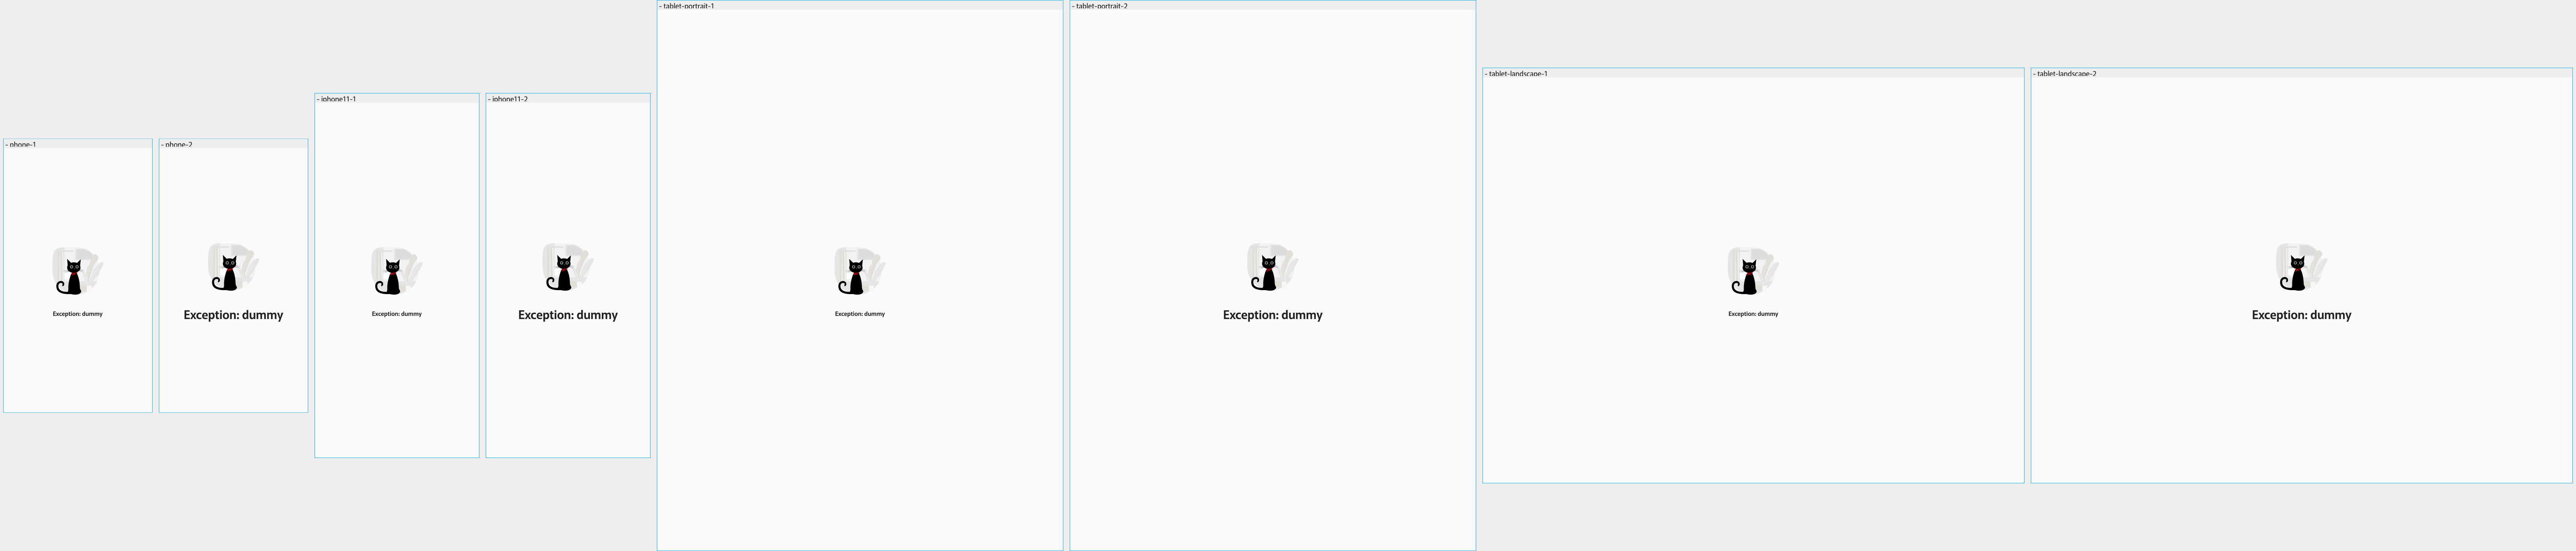 - phone-1
- phone-2
- iphone11-1
- iphone11-2
- tablet-portrait-1
- tablet-portrait-2
- tablet-landscape-1
- tablet-landscape-2
Exception: dummy
Exception: dummy
Exception: dummy
Exception: dummy
Exception: dummy
Exception: dummy
Exception: dummy
Exception: dummy